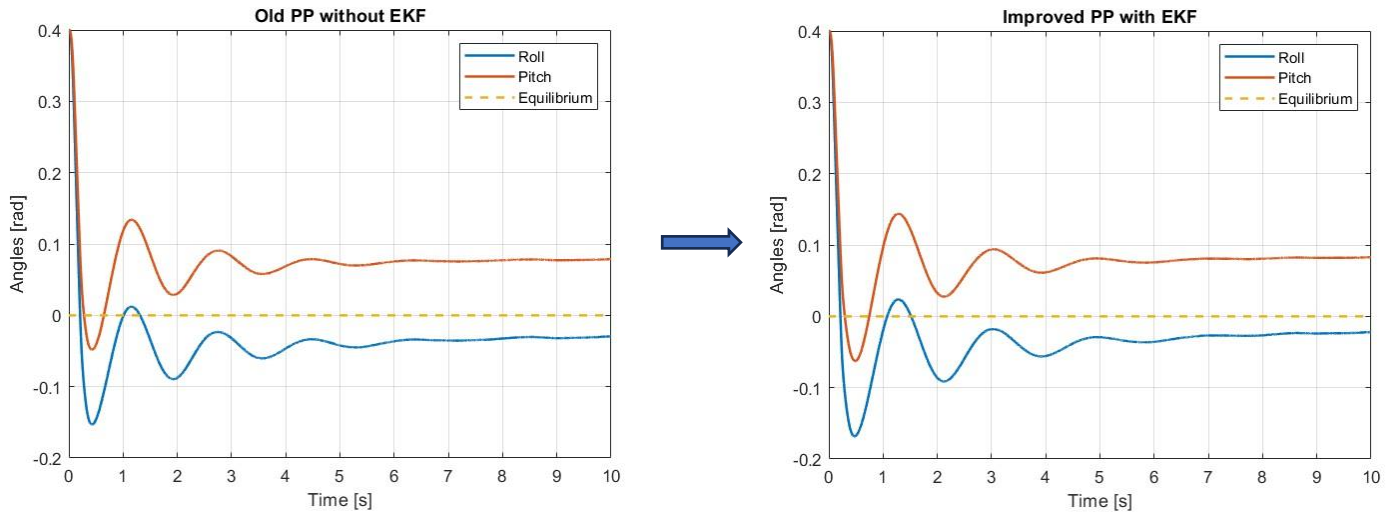 Old PP without EKF
0.4
0.3
0.2
0.1
0
-0.1
-0.2
Angles [rad]
Roll
Pitch
Equilibrium
0 1 2 3 4 5 6 7 8 9 10
Time [s]
Improved PP with EKF
0.4
0.3
0.2
0.1
0
-0.1
-0.2
Angles [rad]
Roll
Pitch
Equilibrium
0 1 2 3 4 5 6 7 8 9 10
Time [s]